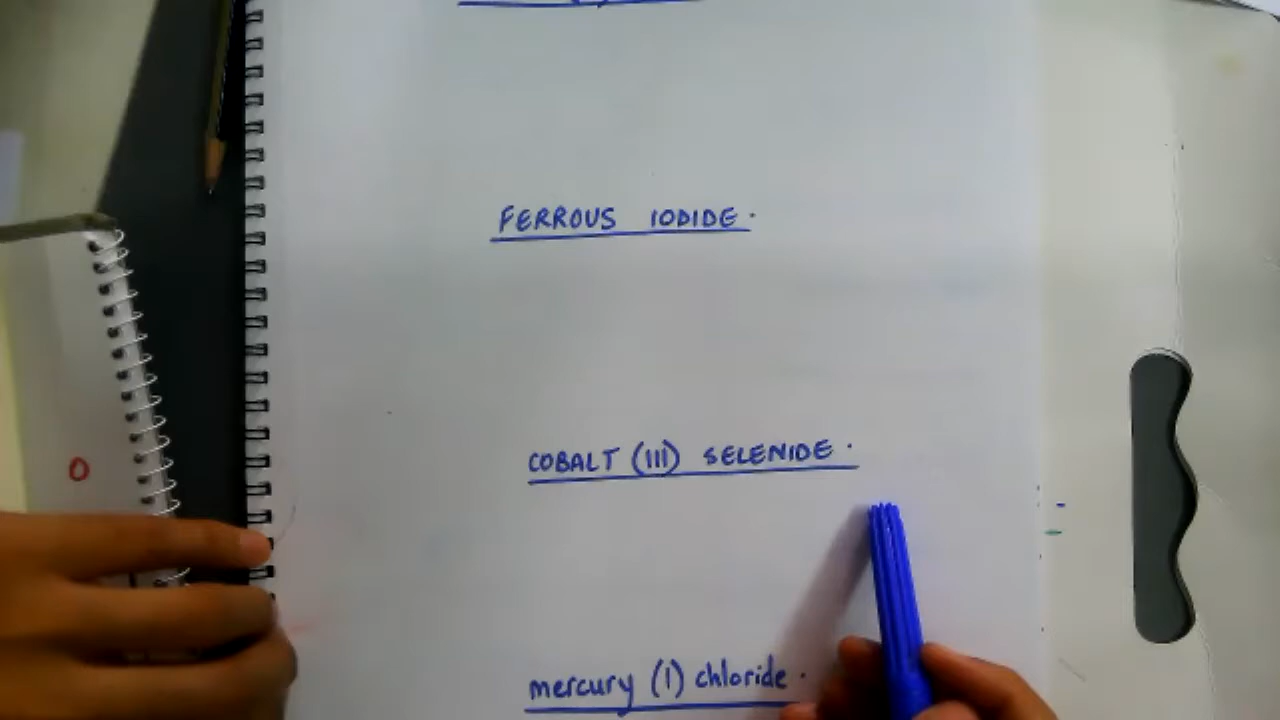 FERROUS IODIDE.
COBALT (III) SELENIDE.
mercury (I) chloride.
O